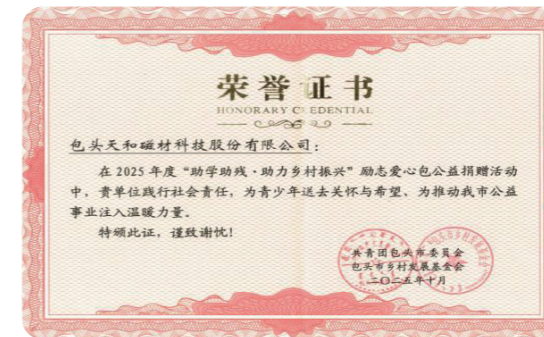 荣誉证书
HONORARY CREDENTIAL
包头天和磁材科技股份有限公司：
在2025年度“助学助残·助力乡村振兴”励志爱心包公益捐赠活动
中，贵单位践行社会责任，为青少年送去关怀与希望、为推动我市公益
事业注入温暖力量。
特颁此证，谨致谢忱！
共青团包头市委员会
包头市乡村发展基金会
二〇二五年十月